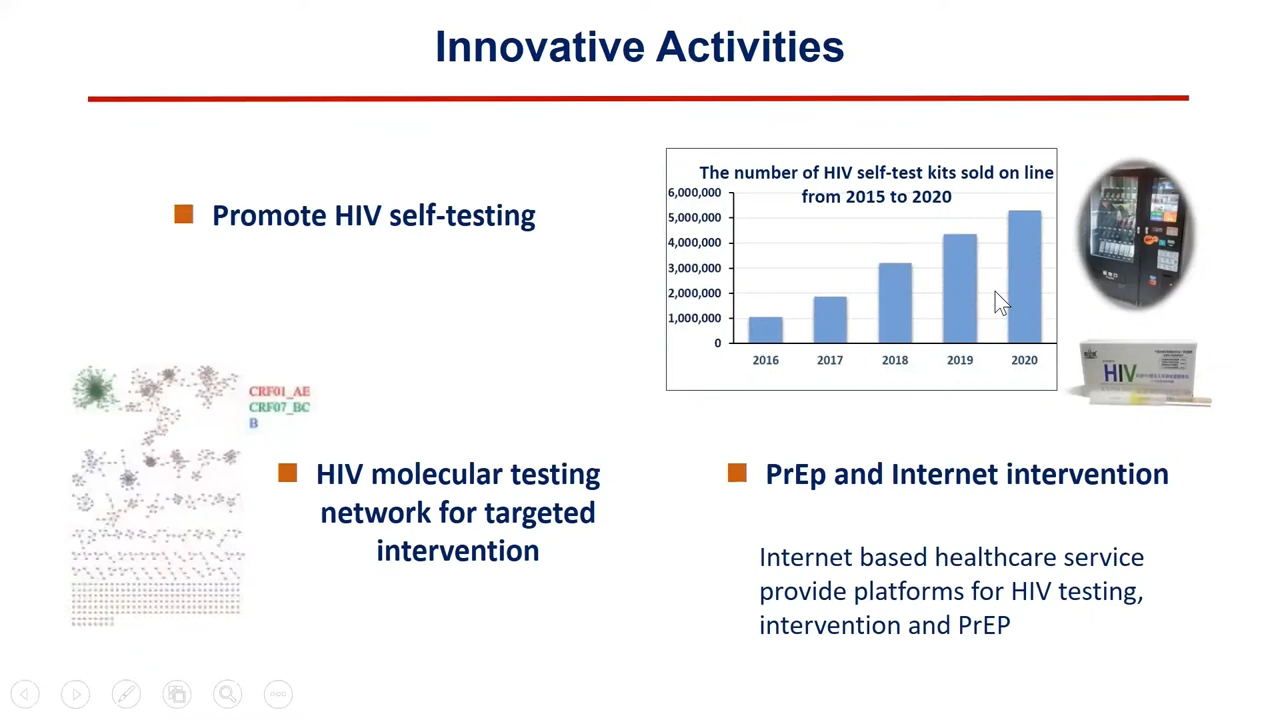 Innovative Activities
Promote HIV self-testing
The number of HIV self-test kits sold on line
from 2015 to 2020
6,000,000
5,000,000
4,000,000
3,000,000
2,000,000
1,000,000
0
2016
2017
2018
2019
2020
HIV
CRF01_AE
CRF07_BC
B
HIV molecular testing
network for targeted
intervention
PrEp and Internet intervention
Internet based healthcare service
provide platforms for HIV testing,
intervention and PrEP